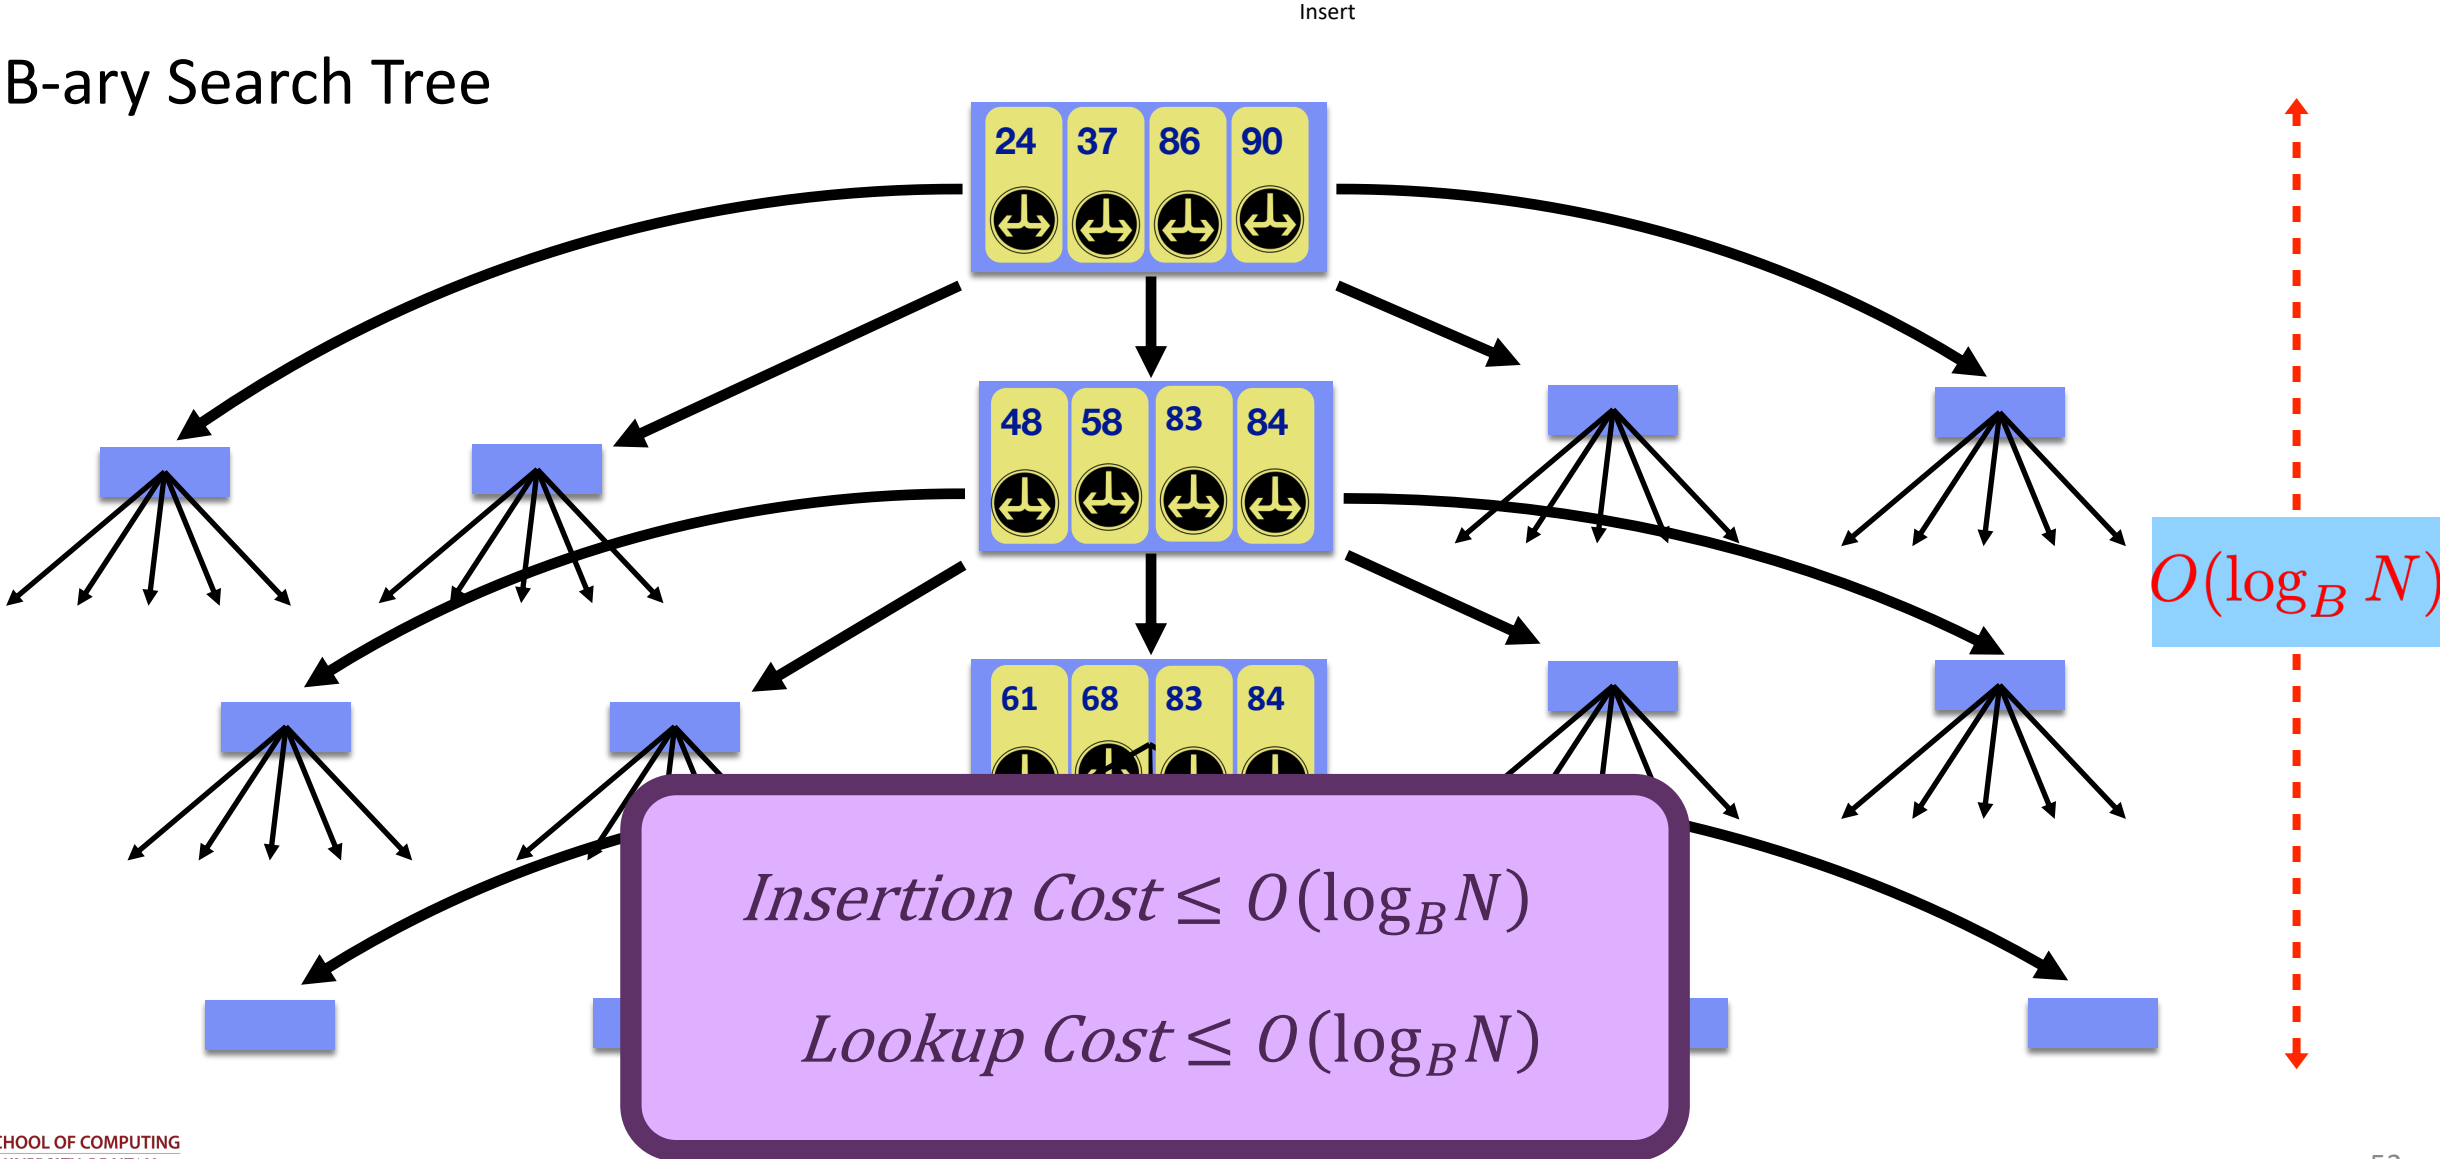 Insert
B-ary Search Tree
24 37 86 90
48 58 83 84
O(log_B N)
61 68 83 84
Insertion Cost ≤ O(log_B N)
Lookup Cost ≤ O(log_B N)
CHOOL OF COMPUTING